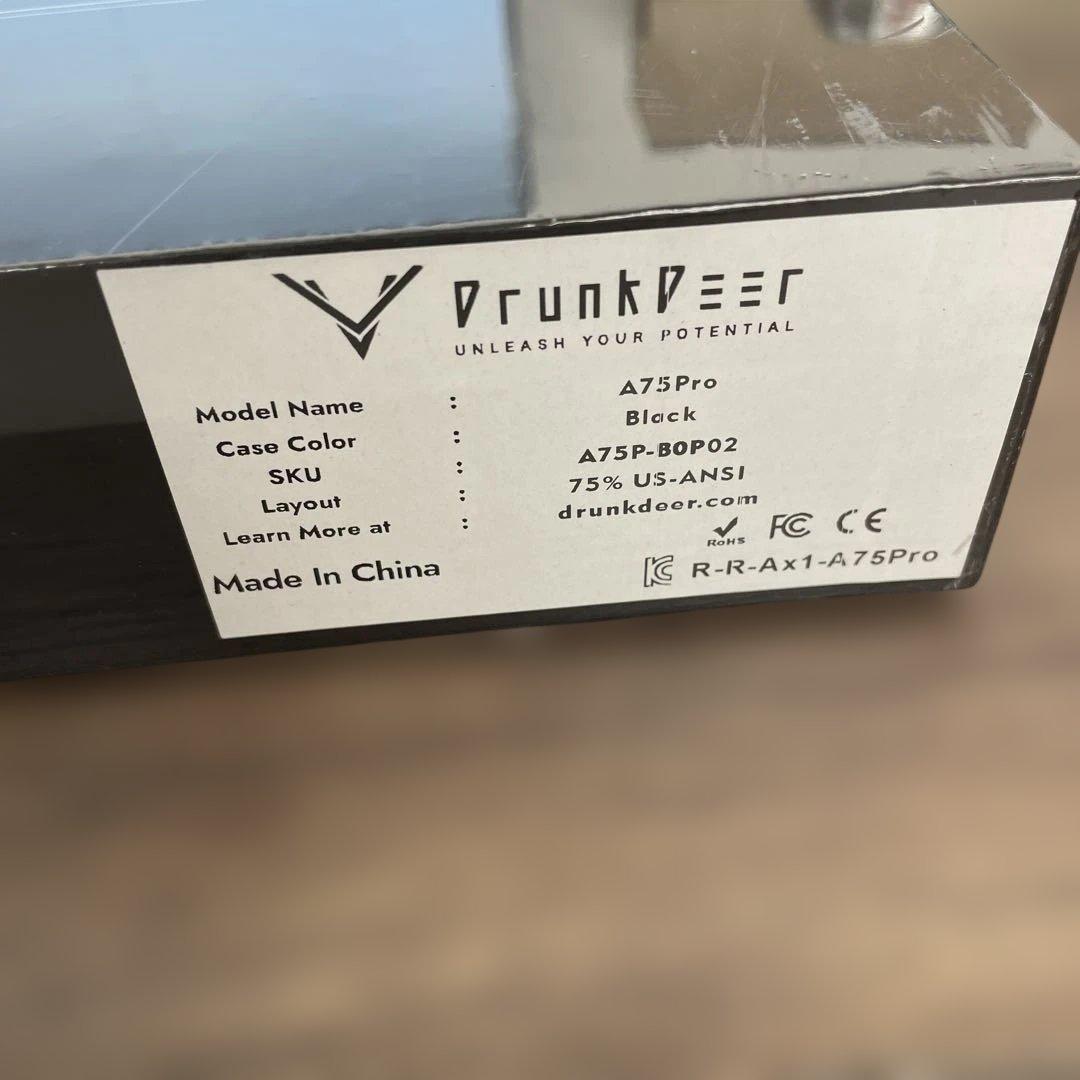 DrunkDeer
UNLEASH YOUR POTENTIAL
Model Name : A75Pro
Case Color : Black
SKU : A75P-B0P02
Layout : 75% US-ANSI
Learn More at : drunkdeer.com
RoHS FC CE
Made In China
KC R-R-Ax1-A75Pro